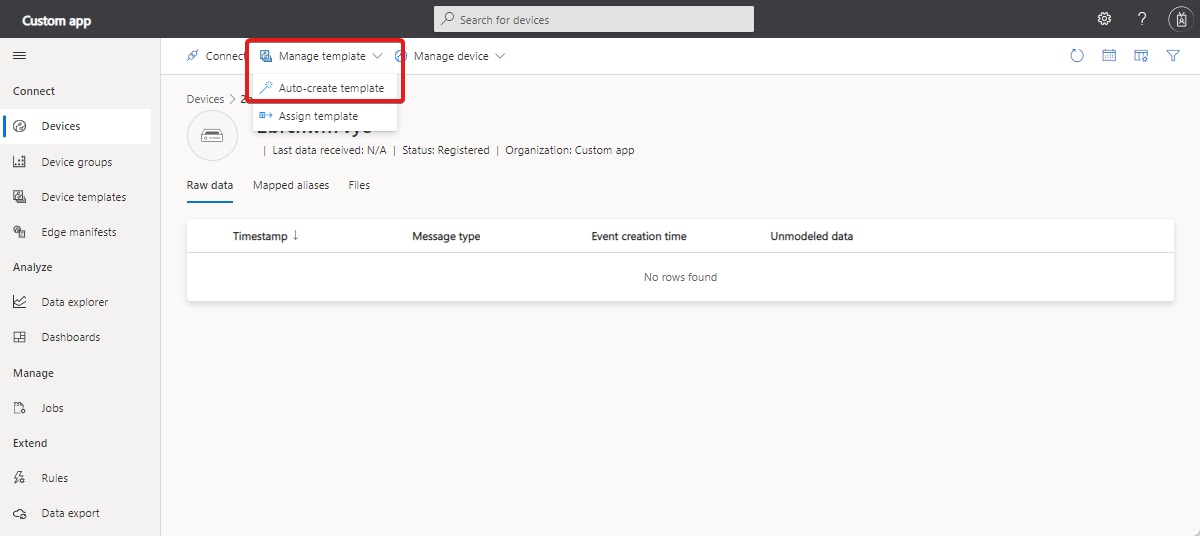 Custom app
Search for devices
?
Connect
Manage template
Manage device
Auto-create template
Assign template
Connect
Devices
Device groups
Device templates
Edge manifests
Analyze
Data explorer
Dashboards
Manage
Jobs
Extend
Rules
Data export
Devices
| Last data received: N/A | Status: Registered | Organization: Custom app
Raw data Mapped aliases Files
Timestamp ↓ Message type Event creation time Unmodeled data
No rows found